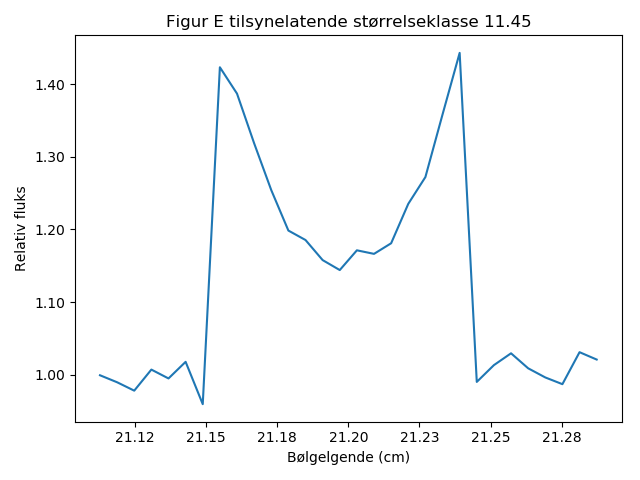 Figur E tilsynelatende størrelseklasse 11.45
1.40
1.30
1.20
1.10
1.00
Relativ fluks
21.12 21.15 21.18 21.20 21.23 21.25 21.28
Bølgelgende (cm)